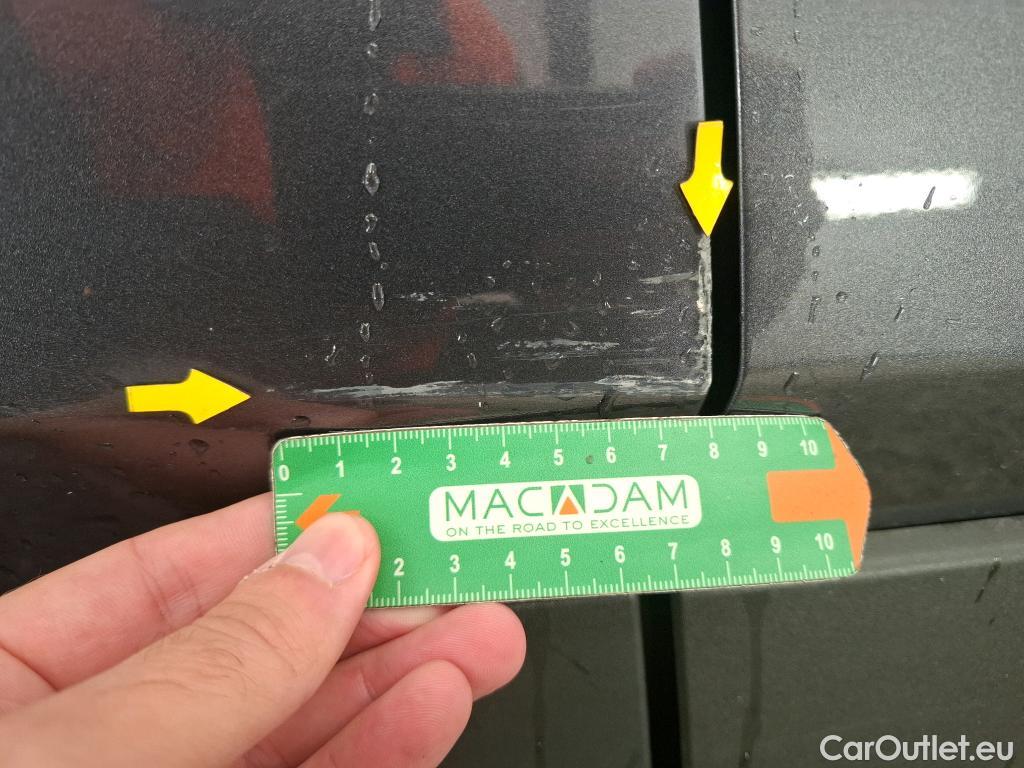 0 1 2 3 4 5 6 7 8 9 10
MACADAM
ON THE ROAD TO EXCELLENCE
2 3 4 5 6 7 8 9 10
CarOutlet.eu